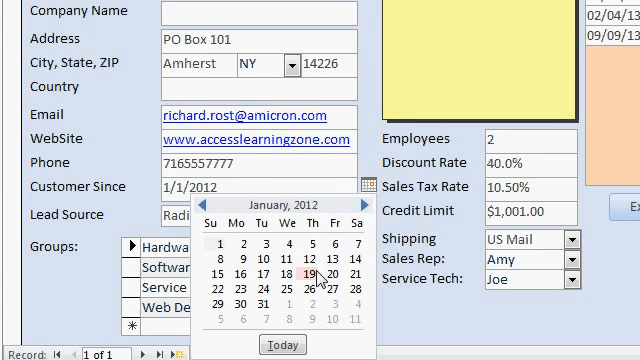 Company Name
Address PO Box 101
City, State, ZIP Amherst NY 14226
Country
Email richard.rost@amicron.com
WebSite www.accesslearningzone.com
Phone 7165557777
Customer Since 1/1/2012
Lead Source Radi
Groups: Hardwa
Software
Service
Web De
January, 2012
Su Mo Tu We Th Fr Sa
1 2 3 4 5 6 7
8 9 10 11 12 13 14
15 16 17 18 19 20 21
22 23 24 25 26 27 28
29 30 31 1 2 3 4
5 6 7 8 9 10 11
Today
Employees 2
Discount Rate 40.0%
Sales Tax Rate 10.50%
Credit Limit $1,001.00
Shipping US Mail
Sales Rep: Amy
Service Tech: Joe
02/04/13
09/09/13
Ex
Record: 1 of 1